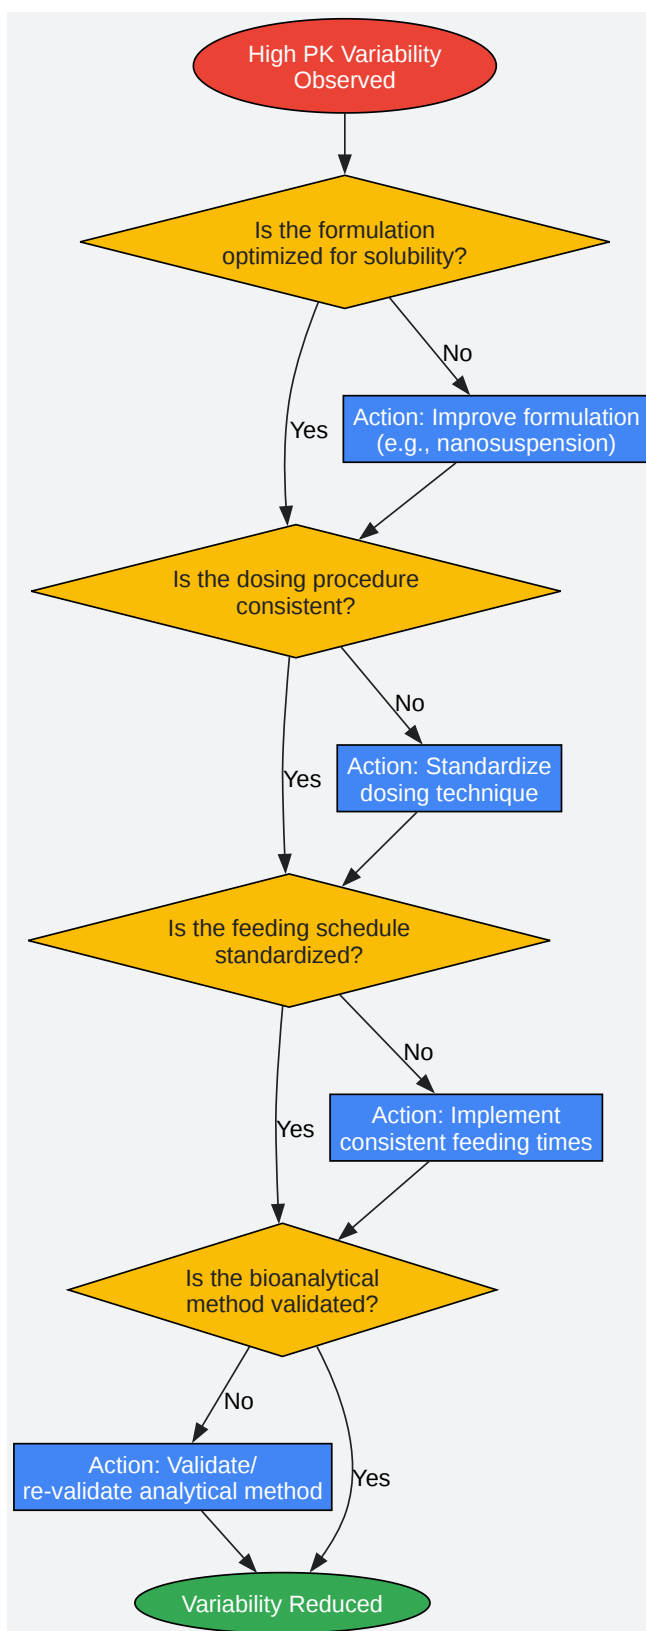 High PK Variability
Observed
Is the formulation
optimized for solubility?
No
Action: Improve formulation
(e.g., nanosuspension)
Yes
Is the dosing procedure
consistent?
No
Action: Standardize
dosing technique
Yes
Is the feeding schedule
standardized?
No
Action: Implement
consistent feeding times
Yes
Is the bioanalytical
method validated?
No
Action: Validate/
re-validate analytical method
Yes
Variability Reduced